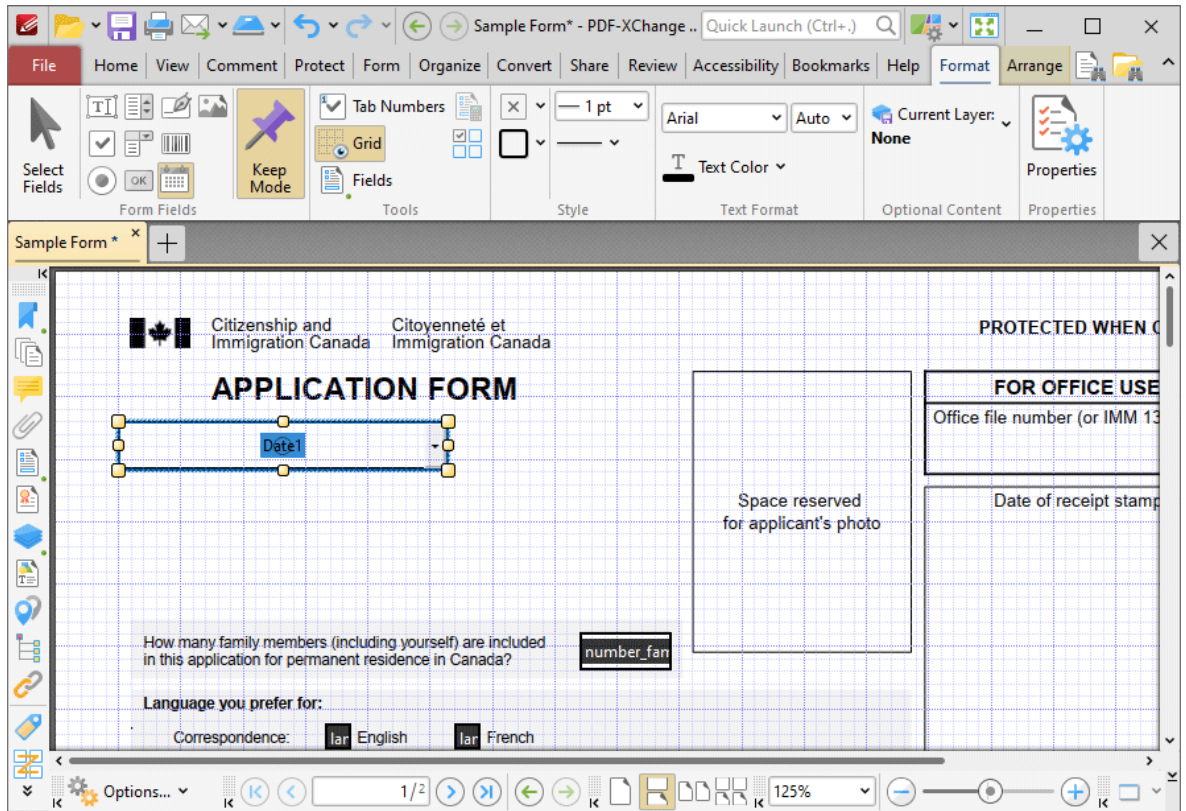 Sample Form* - PDF-XChange ..
Quick Launch (Ctrl+.)
File Home View Comment Protect Form Organize Convert Share Review Accessibility Bookmarks Help Format Arrange
Select Fields
OK
Keep Mode
Tab Numbers
Grid
Fields
1 pt
Arial
Auto
Text Color
Current Layer:
None
Properties
Form Fields Tools Style Text Format Optional Content Properties
Sample Form *
Citizenship and Immigration Canada
Citoyenneté et Immigration Canada
PROTECTED WHEN
APPLICATION FORM
FOR OFFICE USE
Office file number (or IMM 13
Date1
Space reserved
for applicant's photo
Date of receipt stamp
How many family members (including yourself) are included
in this application for permanent residence in Canada?
number_fam
Language you prefer for:
Correspondence:
lar English
lar French
Options...
1/2
125%